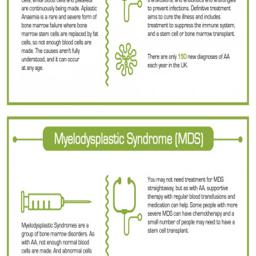 cells, white blood cells and platelets
are continuously being made. Aplastic
Anaemia is a rare and severe form of
bone marrow failure where bone
marrow stem cells are replaced by fat
cells, so not enough blood cells are
made. The causes aren't fully
understood, and it can occur
at any age.
transfusions, and antibiotics and antifungals
to prevent infections. Definitive treatment
aims to cure the illness and includes
treatment to suppress the immune system,
and a stem cell or bone marrow transplant.
There are only 150 new diagnoses of AA
each year in the UK.
Myelodysplastic Syndrome (MDS)
Myelodysplastic Syndromes are a
group of bone marrow disorders. As
with AA, not enough normal blood
cells are made. And abnormal cells
You may not need treatment for MDS
straightaway, but as with AA, supportive
therapy with regular blood transfusions and
medication can help. Some people with more
severe MDS can have chemotherapy and a
small number of people may need to have a
stem cell transplant.